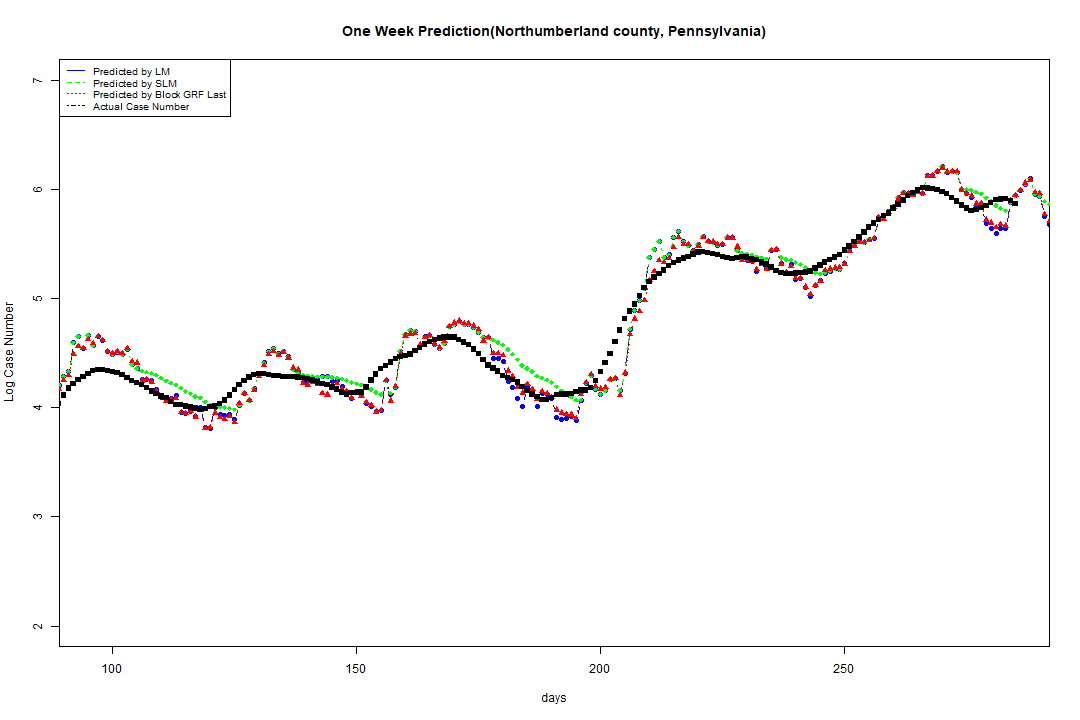 One Week Prediction(Northumberland county, Pennsylvania)
Predicted by LM
Predicted by SLM
Predicted by Block GRF Last
Actual Case Number
7
6
5
4
3
2
Log Case Number
100 150 200 250
days